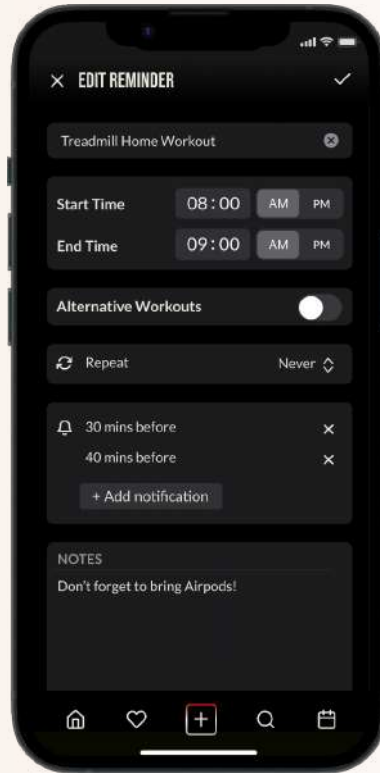 EDIT REMINDER
Treadmill Home Workout
Start Time 08:00 AM PM
End Time 09:00 AM PM
Alternative Workouts
Repeat Never
30 mins before
40 mins before
+ Add notification
NOTES
Don't forget to bring Airpods!